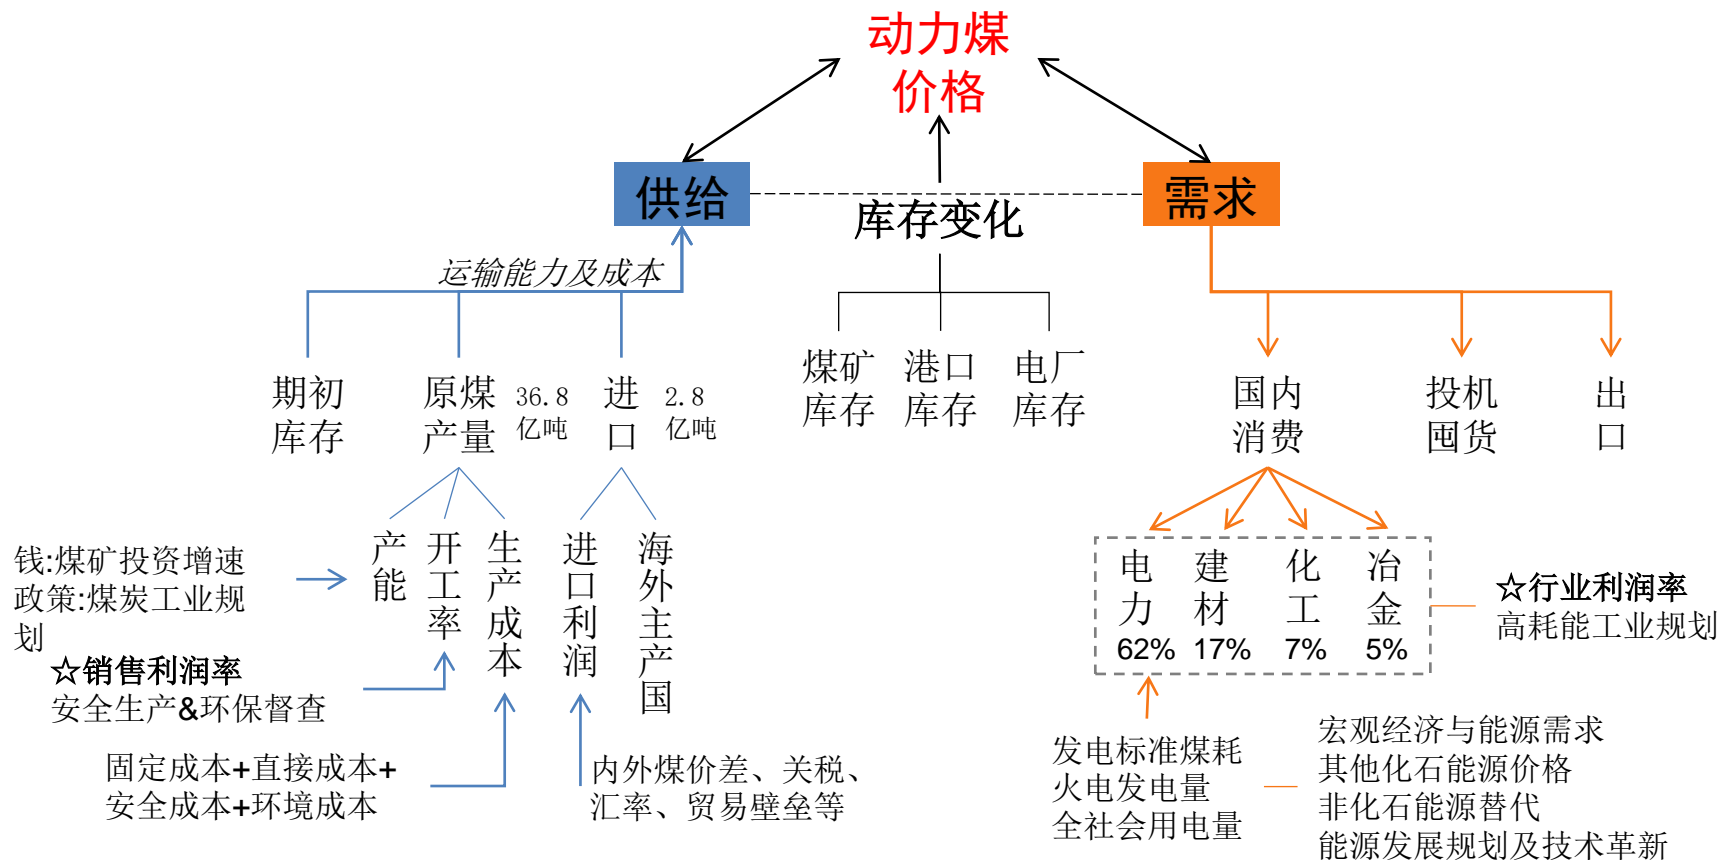 动力煤
价格
供给
需求
库存变化
运输能力及成本
期初
库存
原煤
产量
36.8
亿吨
进
口
2.8
亿吨
煤矿
库存
港口
库存
电厂
库存
国内
消费
投机
囤货
出
口
产能
开工率
生产成本
进口利润
海外主产国
钱:煤矿投资增速
政策:煤炭工业规
划
☆销售利润率
安全生产&环保督查
固定成本+直接成本+
安全成本+环境成本
内外煤价差、关税、
汇率、贸易壁垒等
电力
62%
建材
17%
化工
7%
冶金
5%
☆行业利润率
高耗能工业规划
发电标准煤耗
火电发电量
全社会用电量
宏观经济与能源需求
其他化石能源价格
非化石能源替代
能源发展规划及技术革新